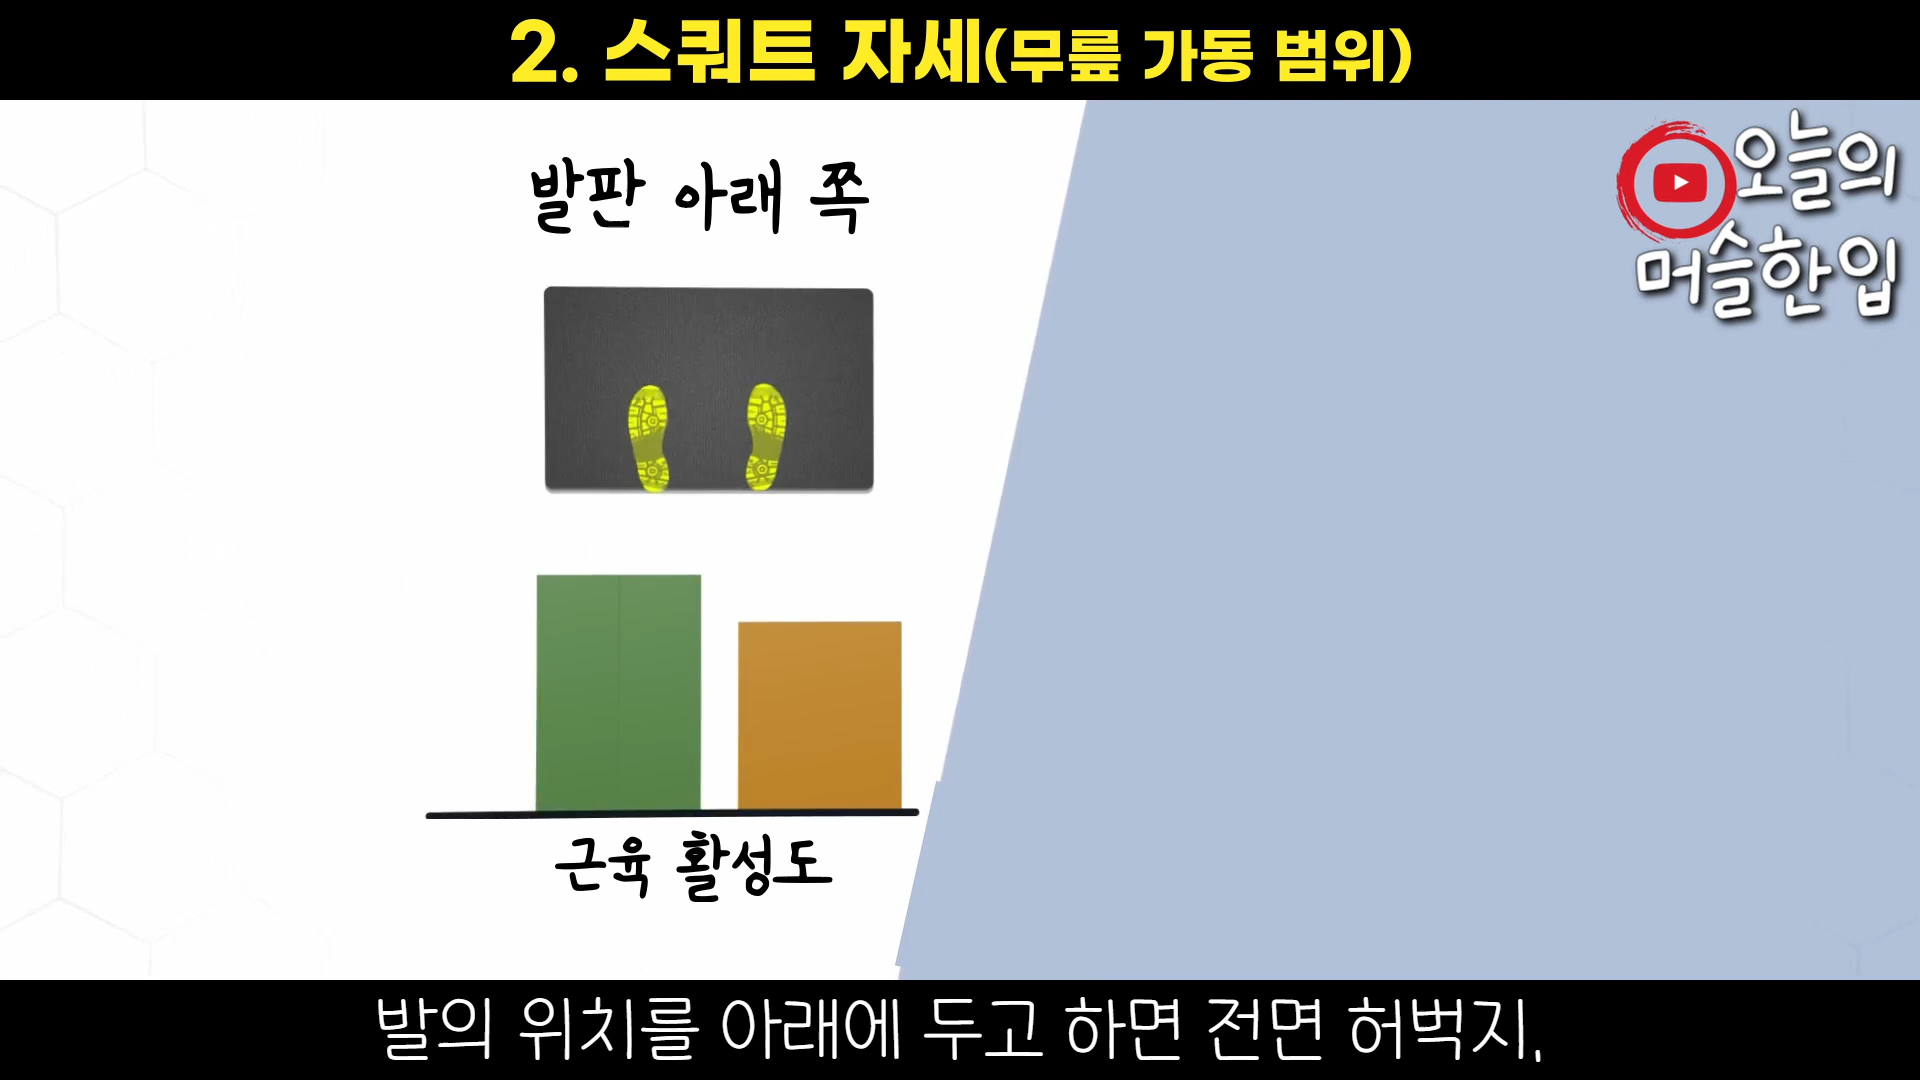 2. 스쿼트 자세(무릎 가동 범위)
오늘의
머슬한입
발판 아래 쪽
근육 활성도
발의 위치를 아래에 두고 하면 전면 허벅지,